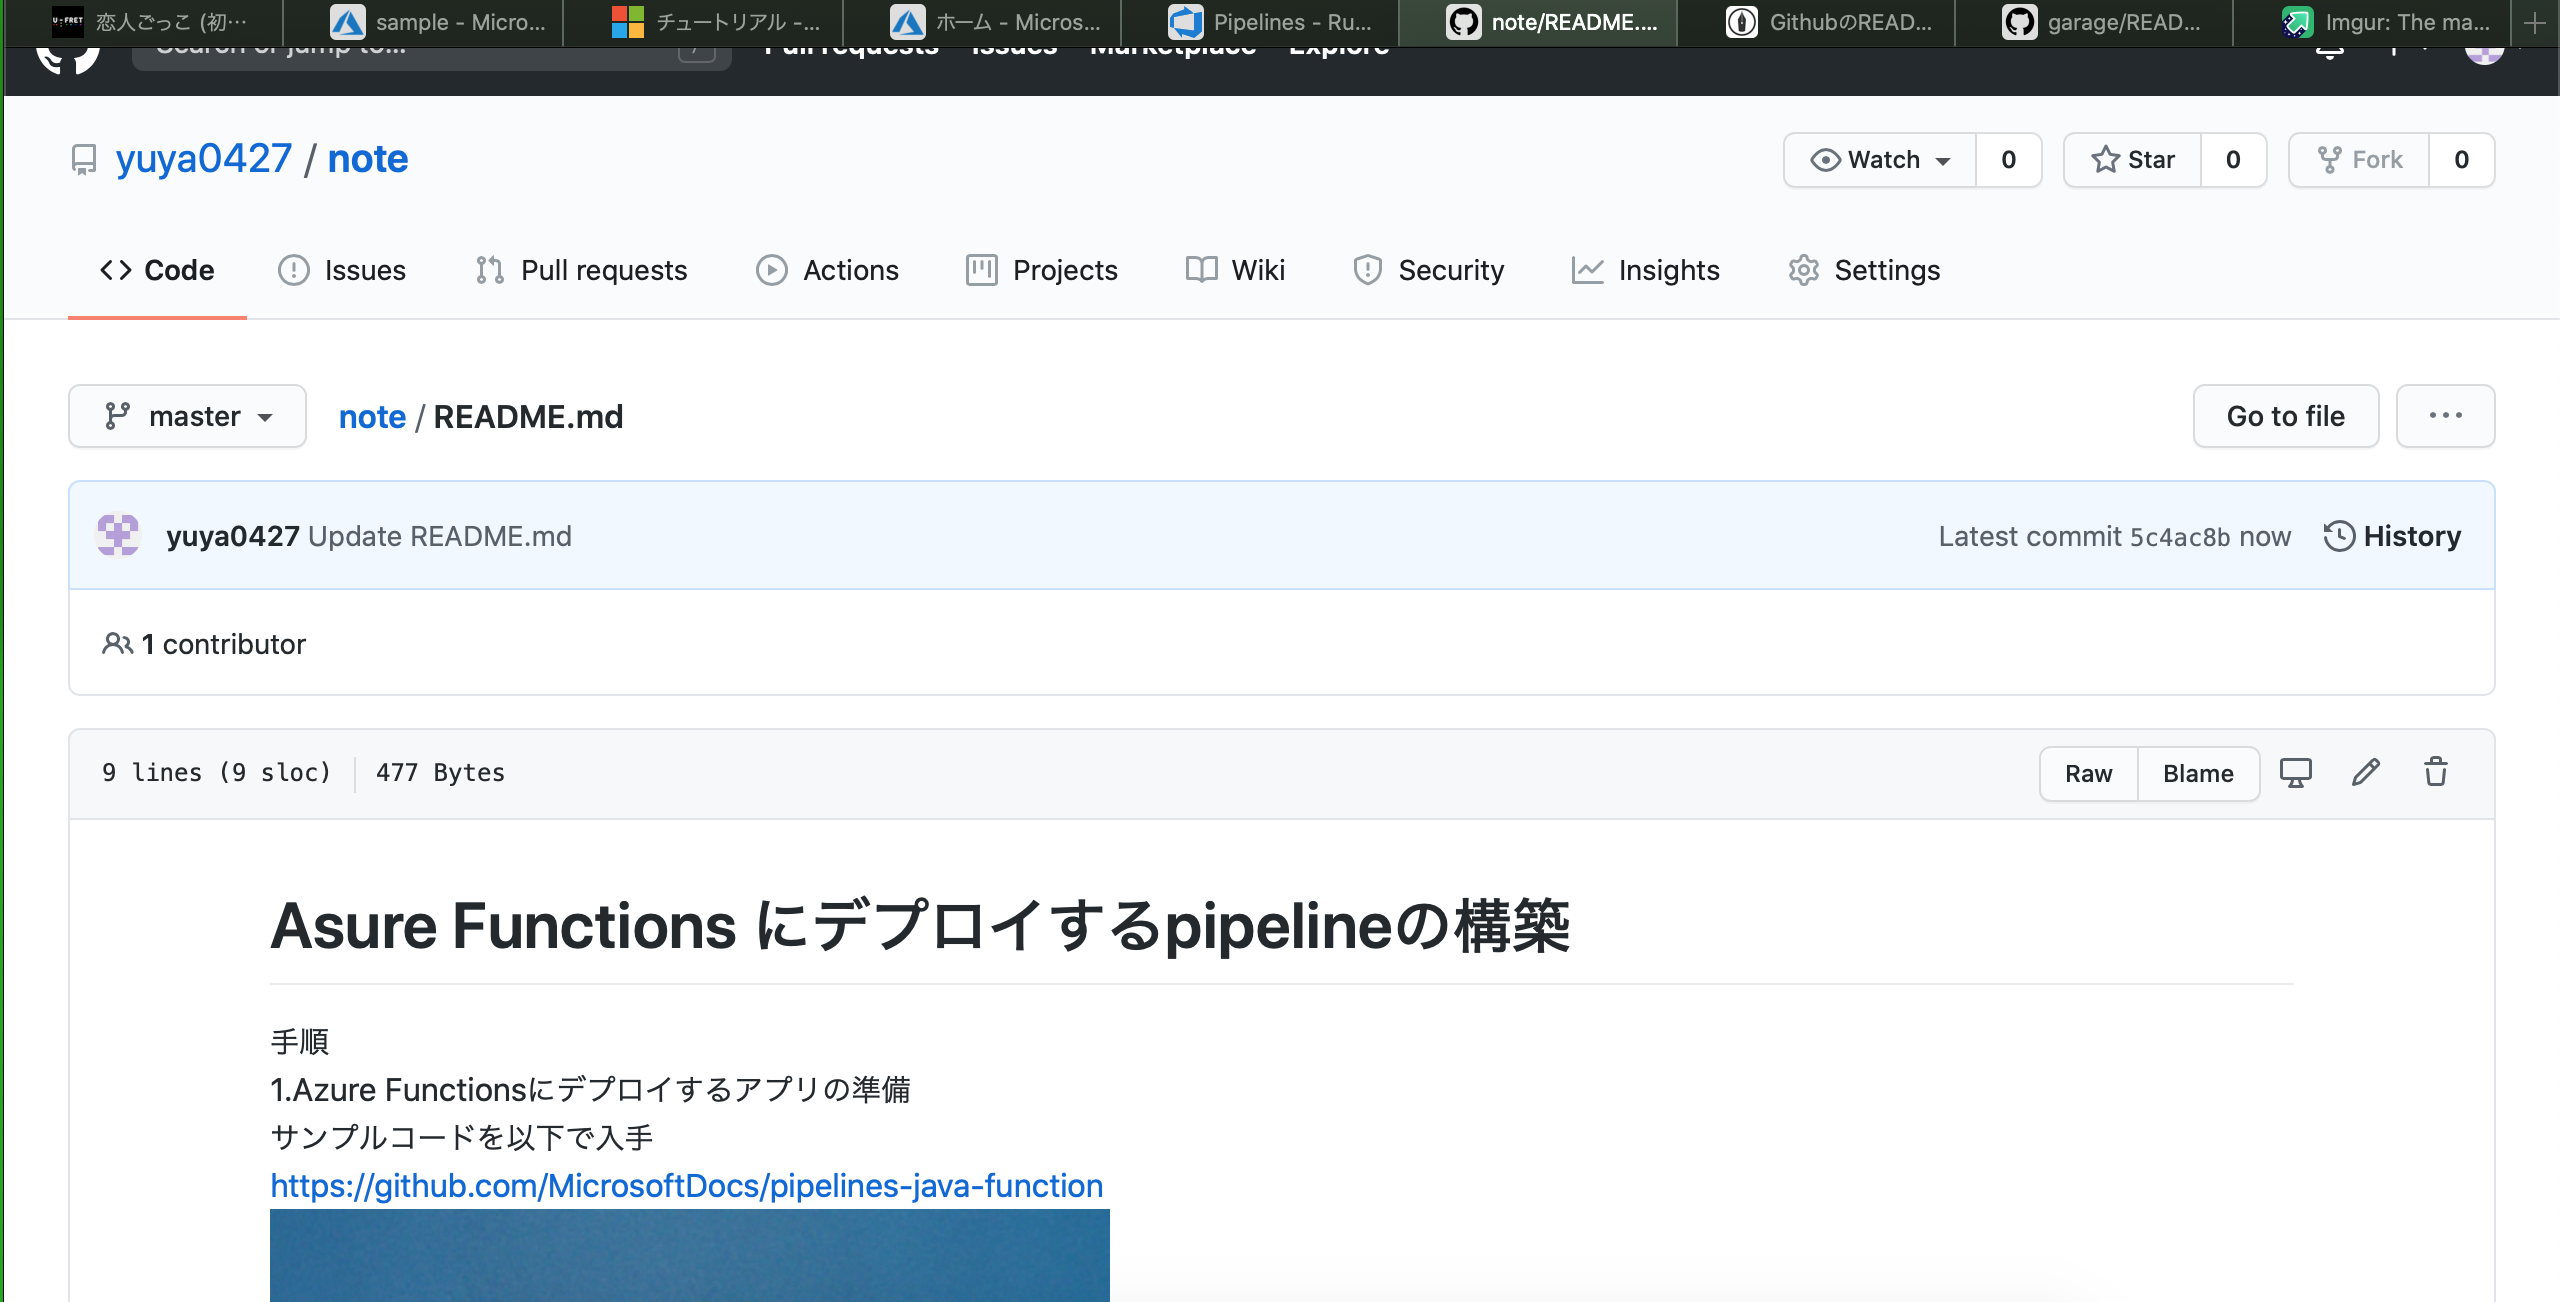 U-FRET 恋人ごっこ (初…
sample - Micro...
チュートリアル -...
ホーム - Micros...
Pipelines - Ru...
note/README....
GithubのREAD...
garage/READ...
Imgur: The ma...
Search or jump to...
/
Pull requests Issues Marketplace Explore
yuya0427 / note
Watch 0
Star 0
Fork 0
Code Issues Pull requests Actions Projects Wiki Security Insights Settings
master note / README.md Go to file ...
yuya0427 Update README.md Latest commit 5c4ac8b now History
1 contributor
9 lines (9 sloc) 477 Bytes Raw Blame
Asure Functions にデプロイするpipelineの構築
手順
1.Azure Functionsにデプロイするアプリの準備
サンプルコードを以下で入手
https://github.com/MicrosoftDocs/pipelines-java-function